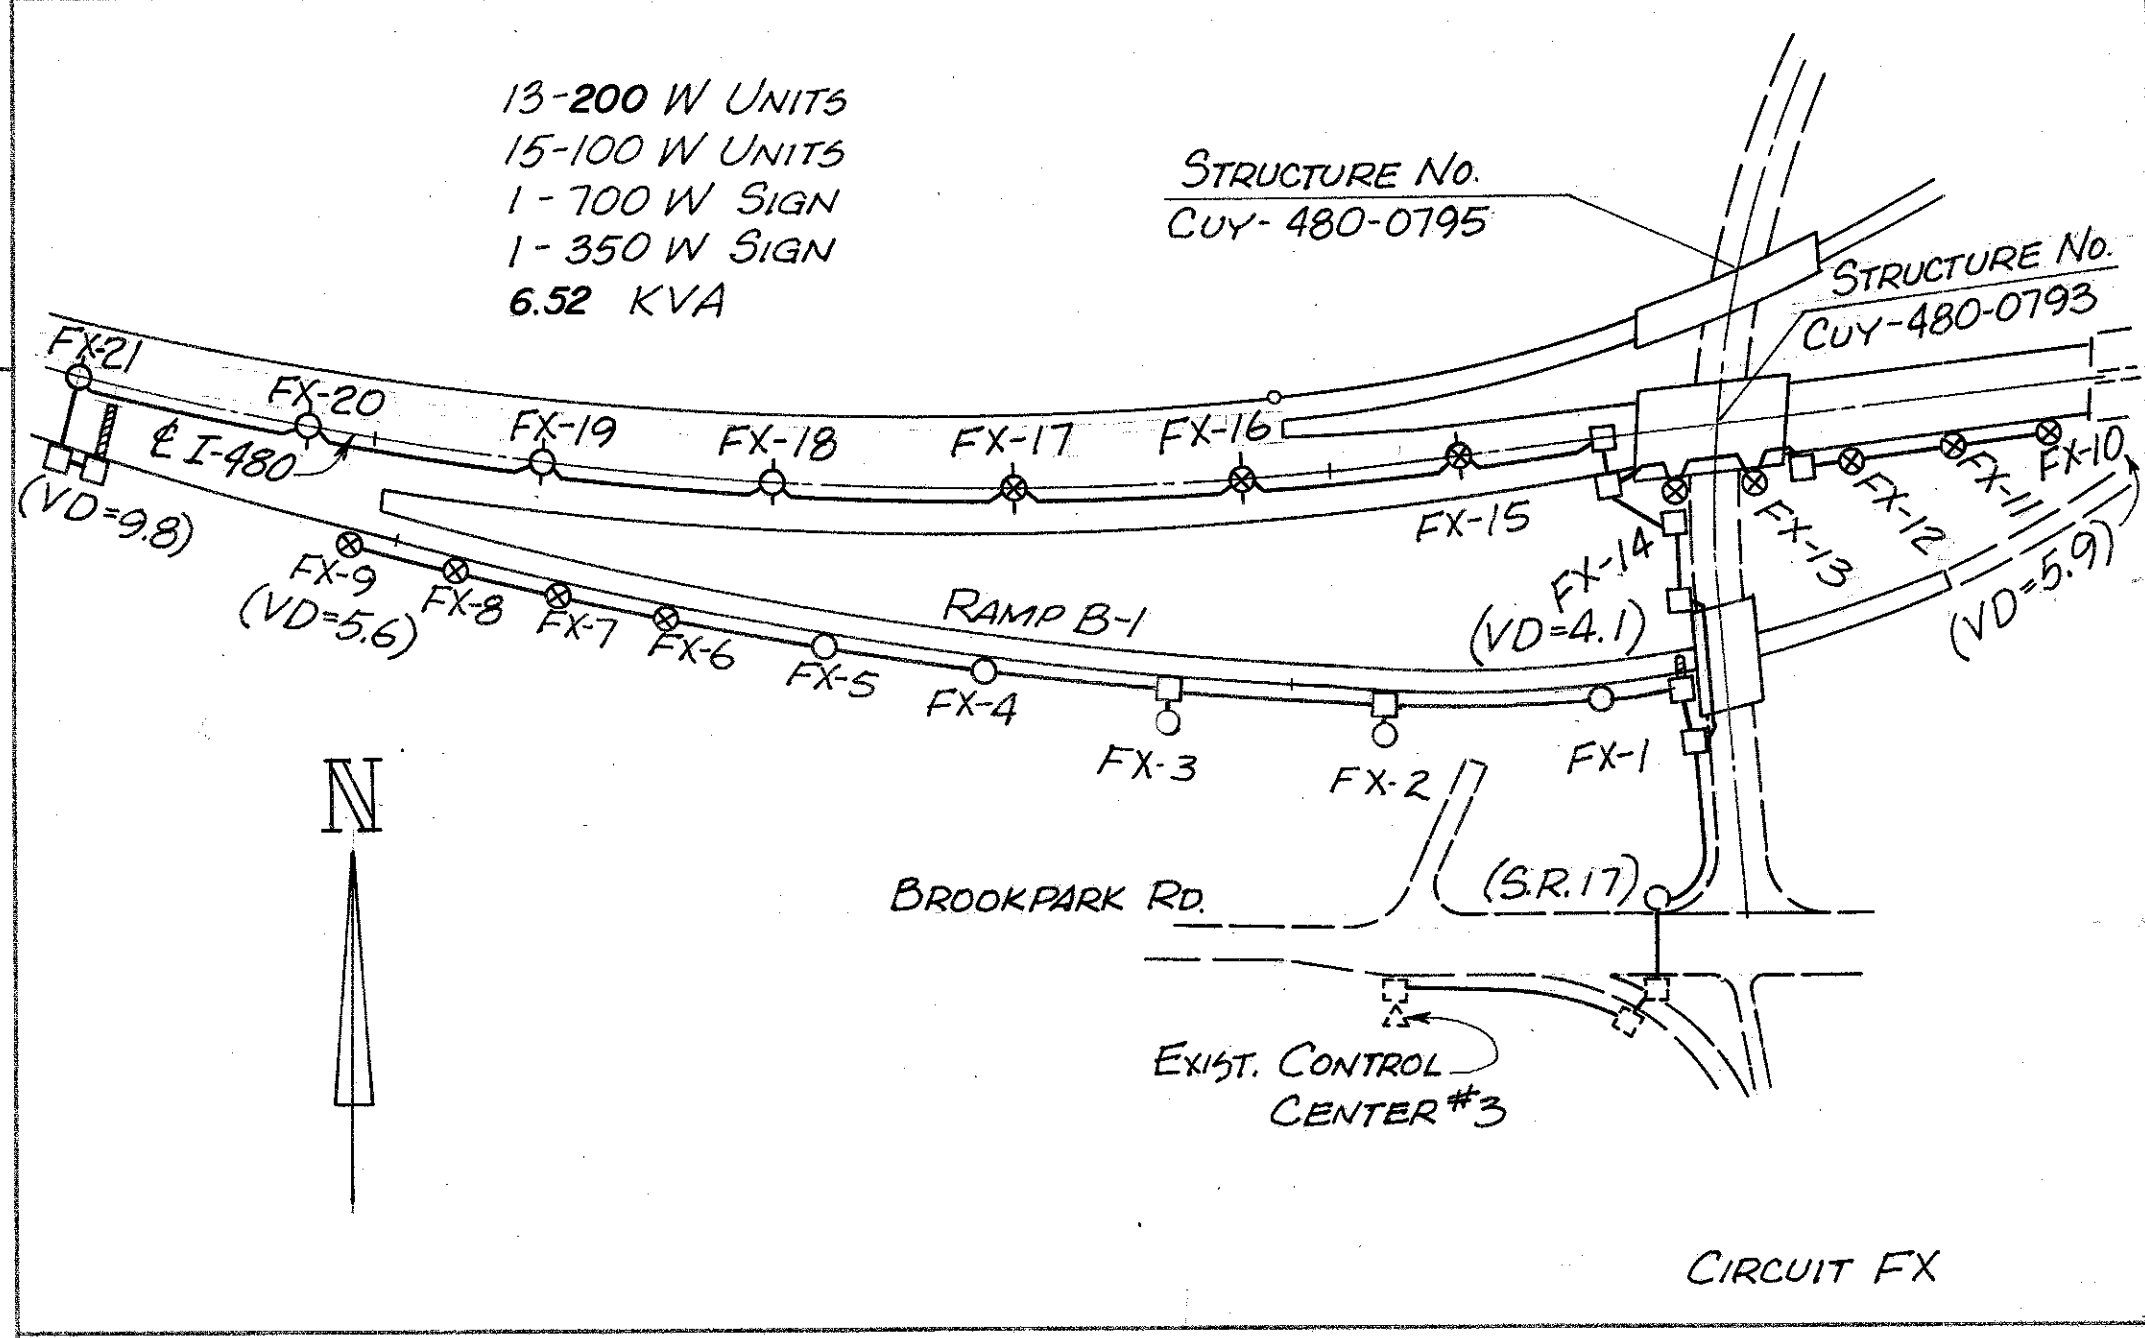 13-200 W UNITS
15-100 W UNITS
1 - 700 W SIGN
1 - 350 W SIGN
6.52 KVA
STRUCTURE NO.
CUY-480-0795
STRUCTURE NO.
CUY-480-0793
FX-21
FX-20
FX-19
FX-18
FX-17
FX-16
℄ I-480
(VD=9.8)
FX-15
FX-14
(VD=4.1)
FX-13
FX-12
FX-11
FX-10
(VD=5.9)
FX-9
(VD=5.6)
FX-8
FX-7
FX-6
FX-5
FX-4
FX-3
FX-2
FX-1
RAMP B-1
N
BROOKPARK RD.
(S.R. 17)
EXIST. CONTROL
CENTER #3
CIRCUIT FX